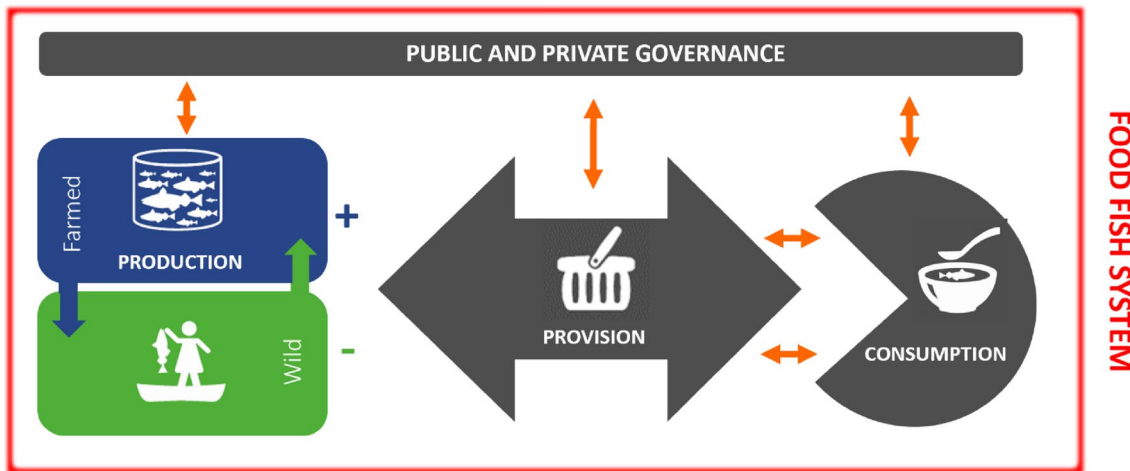 PUBLIC AND PRIVATE GOVERNANCE
Farmed
PRODUCTION
+
Wild
-
PROVISION
CONSUMPTION
FOOD FISH SYSTEM